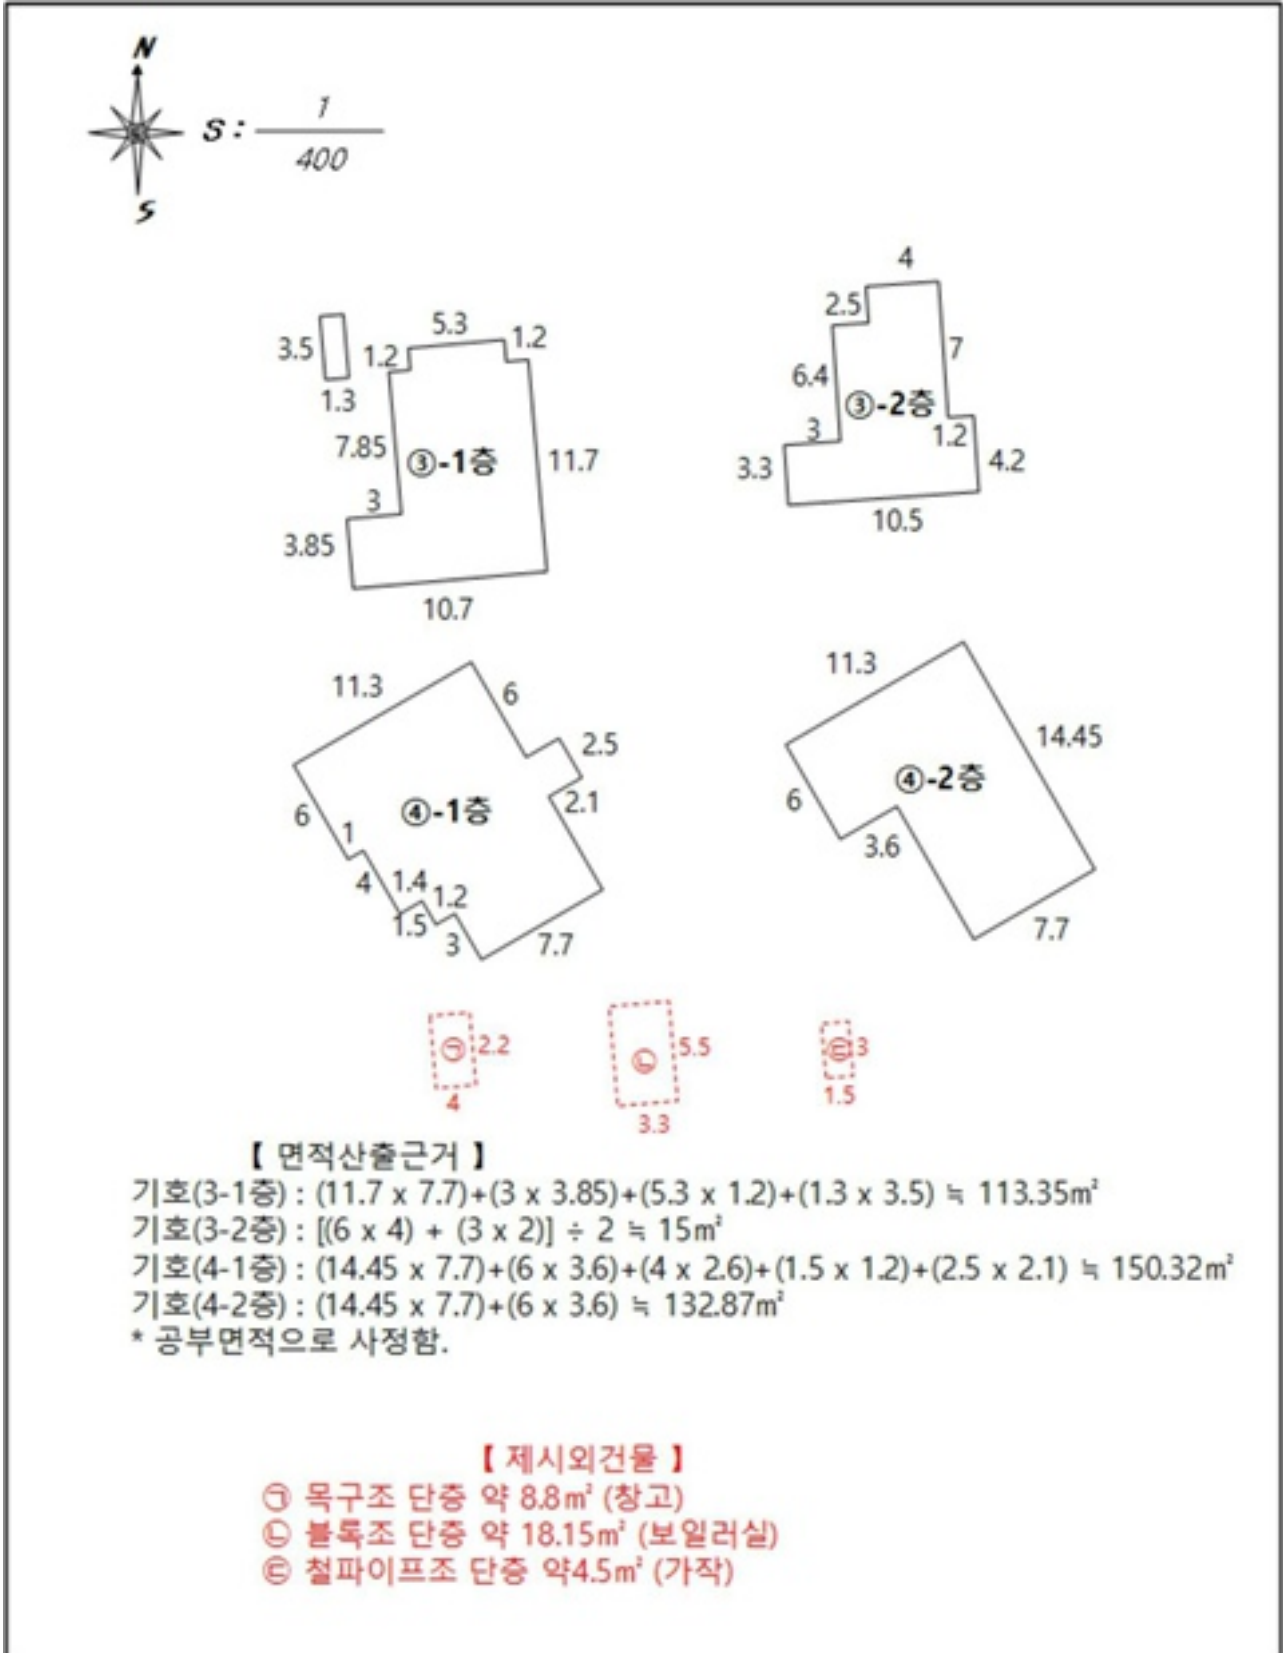 N
S : 1
400
S
4
2.5
5.3
1.2
3.5
1.2
7
6.4
1.3
③-2층
7.85
③-1층
11.7
3
1.2
3.3
4.2
3
10.5
3.85
10.7
11.3
6
2.5
11.3
14.45
④-1층
④-2층
6
2.1
6
1
3.6
4
1.4
1.2
1.5
3
7.7
7.7
㉠ 2.2
4
㉡ 5.5
3.3
㉢ 3
1.5
【 면적산출근거 】
기호(3-1층) : (11.7 x 7.7)+(3 x 3.85)+(5.3 x 1.2)+(1.3 x 3.5) ≒ 113.35㎡
기호(3-2층) : [(6 x 4) + (3 x 2)] ÷ 2 ≒ 15㎡
기호(4-1층) : (14.45 x 7.7)+(6 x 3.6)+(4 x 2.6)+(1.5 x 1.2)+(2.5 x 2.1) ≒ 150.32㎡
기호(4-2층) : (14.45 x 7.7)+(6 x 3.6) ≒ 132.87㎡
* 공부면적으로 사정함.
【 제시외건물 】
㉠ 목구조 단층 약 8.8㎡ (창고)
㉡ 블록조 단층 약 18.15㎡ (보일러실)
㉢ 철파이프조 단층 약4.5㎡ (가작)